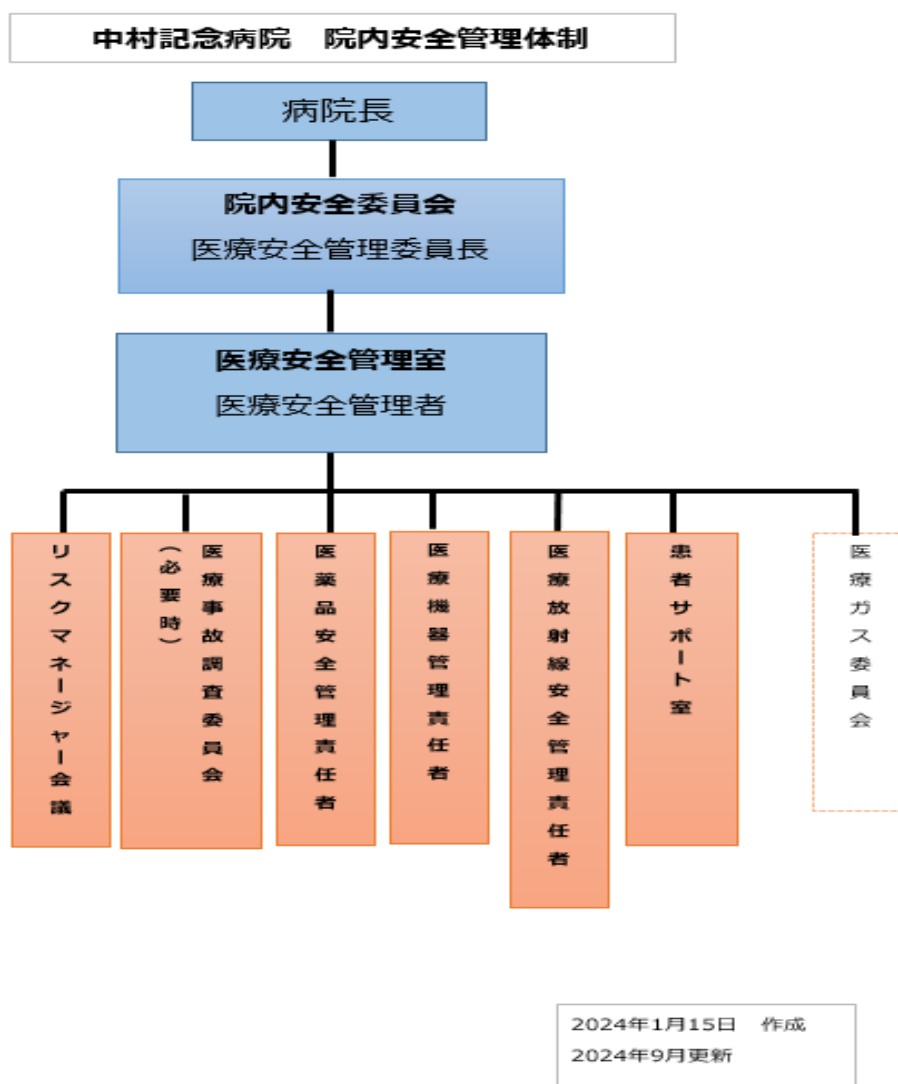 中村記念病院　院内安全管理体制
病院長
院内安全委員会
医療安全管理委員長
医療安全管理室
医療安全管理者
リスクマネージャー会議
医療事故調査委員会
（必要時）
医薬品安全管理責任者
医療機器管理責任者
医療放射線安全管理責任者
患者サポート室
医療ガス委員会
2024年1月15日　作成
2024年9月更新